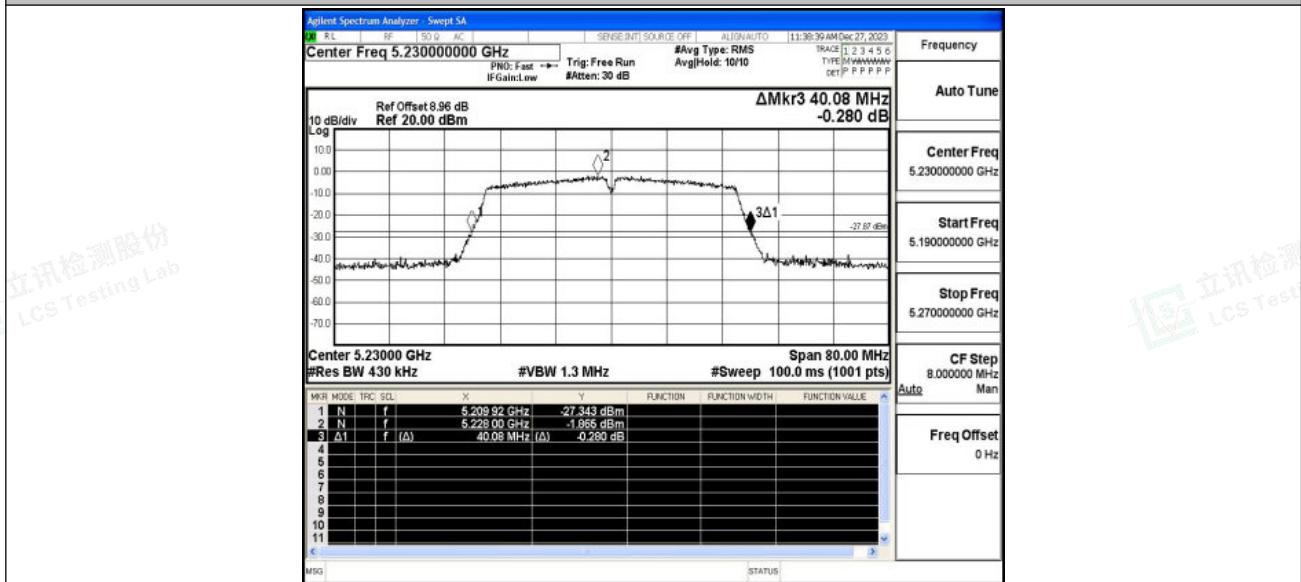 Agilent Spectrum Analyzer - Swept SA
RL RF 50 Ω AC SENSE:INT SOURCE OFF ALIGNAUTO 11:38:39 AM Dec 27, 2023
Center Freq 5.230000000 GHz
PNO: Fast
IFGain:Low
Trig: Free Run
#Atten: 30 dB
#Avg Type: RMS
Avg|Hold: 10/10
TRACE 1 2 3 4 5 6
TYPE M
DET P P P P P P
Frequency
Auto Tune
Center Freq
5.230000000 GHz
Start Freq
5.190000000 GHz
Stop Freq
5.270000000 GHz
CF Step
8.000000 MHz
Auto Man
Freq Offset
0 Hz
ΔMkr3 40.08 MHz
-0.280 dB
Ref Offset 8.96 dB
10 dB/div Ref 20.00 dBm
Log
10.0
0.00
-10.0
-20.0
-30.0
-40.0
-50.0
-60.0
-70.0
2
1
3Δ1
-27.87 dBm
Center 5.23000 GHz Span 80.00 MHz
#Res BW 430 kHz #VBW 1.3 MHz #Sweep 100.0 ms (1001 pts)
MKR MODE TRC SCL X Y FUNCTION FUNCTION WIDTH FUNCTION VALUE
1 N f 5.209 92 GHz -27.343 dBm
2 N f 5.228 00 GHz -1.865 dBm
3 Δ1 f (Δ) 40.08 MHz (Δ) -0.280 dB
4
5
6
7
8
9
10
11
MSG STATUS
立讯检测股份
LCS Testing Lab
立讯检测
LCS Test